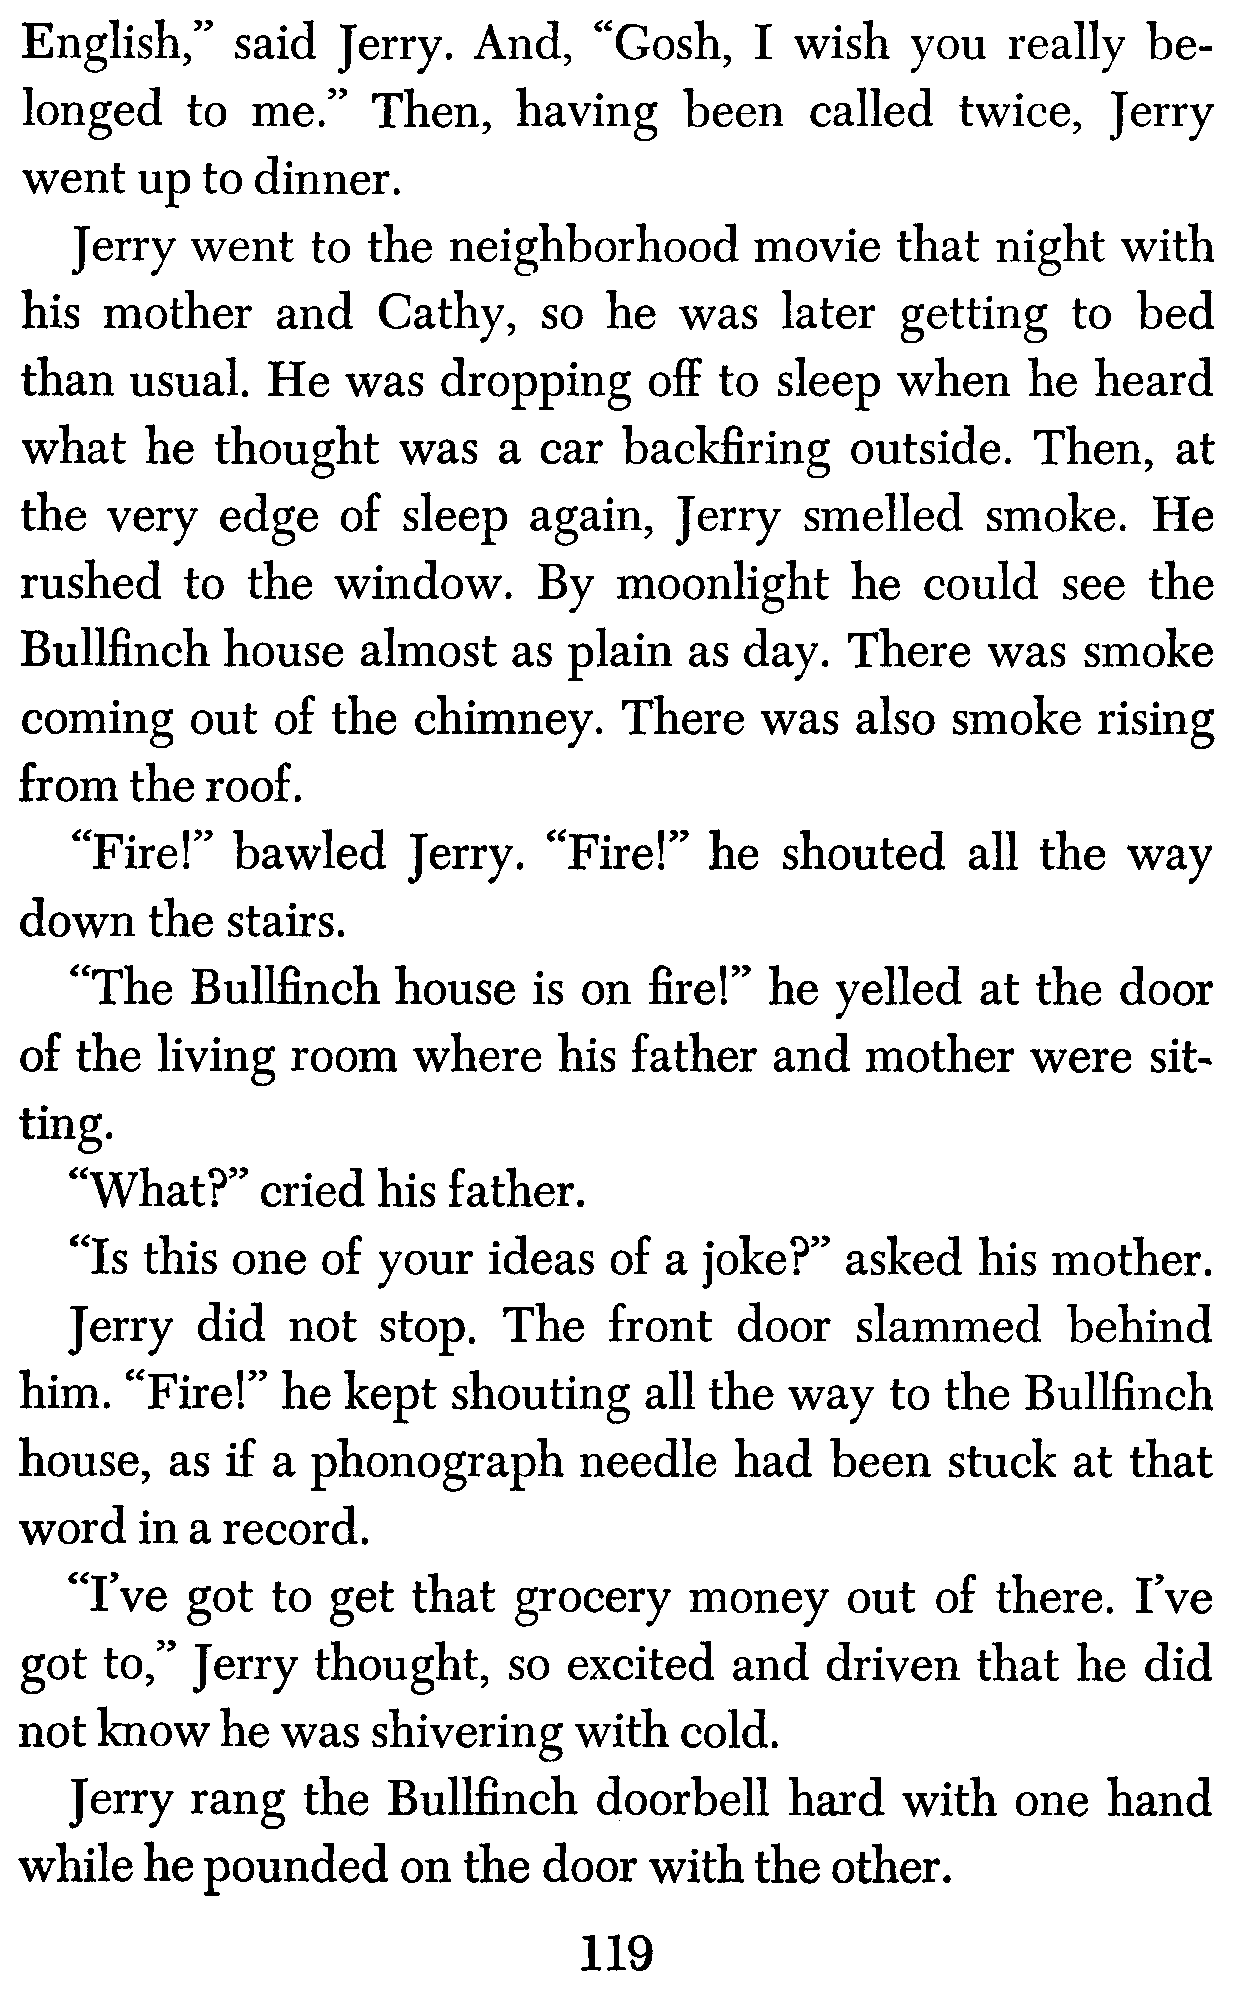 English,” said Jerry. And, “Gosh, I wish you really be-
longed to me.” Then, having been called twice, Jerry
went up to dinner.
Jerry went to the neighborhood movie that night with
his mother and Cathy, so he was later getting to bed
than usual. He was dropping off to sleep when he heard
what he thought was a car backfiring outside. Then, at
the very edge of sleep again, Jerry smelled smoke. He
rushed to the window. By moonlight he could see the
Bullfinch house almost as plain as day. There was smoke
coming out of the chimney. There was also smoke rising
from the roof.
“Fire!” bawled Jerry. “Fire!” he shouted all the way
down the stairs.
“The Bullfinch house is on fire!” he yelled at the door
of the living room where his father and mother were sit-
ting.
“What?” cried his father.
“Is this one of your ideas of a joke?” asked his mother.
Jerry did not stop. The front door slammed behind
him. “Fire!” he kept shouting all the way to the Bullfinch
house, as if a phonograph needle had been stuck at that
word in a record.
“I’ve got to get that grocery money out of there. I’ve
got to,” Jerry thought, so excited and driven that he did
not know he was shivering with cold.
Jerry rang the Bullfinch doorbell hard with one hand
while he pounded on the door with the other.
119